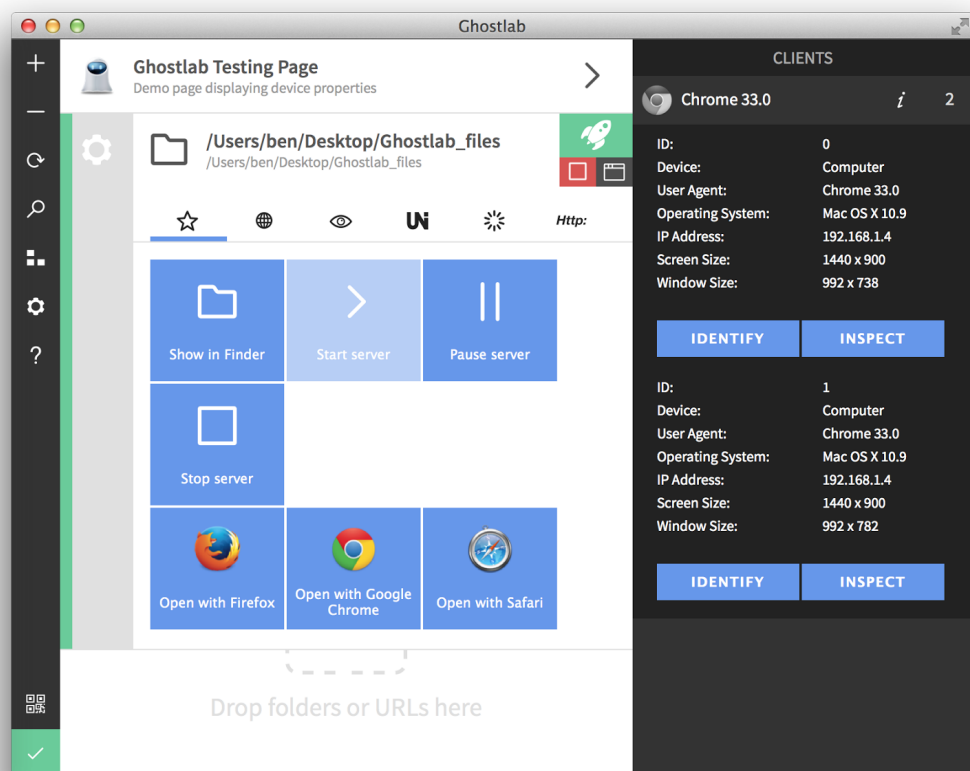 Ghostlab
Ghostlab Testing Page
Demo page displaying device properties
/Users/ben/Desktop/Ghostlab_files
/Users/ben/Desktop/Ghostlab_files
UN
Http:
Show in Finder
Start server
Pause server
Stop server
Open with Firefox
Open with Google
Chrome
Open with Safari
Drop folders or URLs here
CLIENTS
Chrome 33.0 i 2
ID: 0
Device: Computer
User Agent: Chrome 33.0
Operating System: Mac OS X 10.9
IP Address: 192.168.1.4
Screen Size: 1440 x 900
Window Size: 992 x 738
IDENTIFY INSPECT
ID: 1
Device: Computer
User Agent: Chrome 33.0
Operating System: Mac OS X 10.9
IP Address: 192.168.1.4
Screen Size: 1440 x 900
Window Size: 992 x 782
IDENTIFY INSPECT